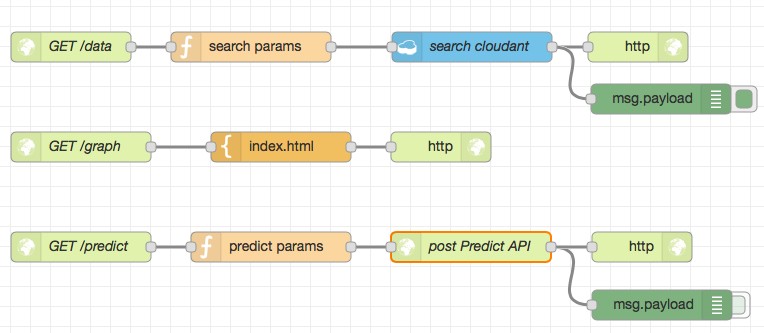 GET /data
search params
search cloudant
http
msg.payload
GET /graph
index.html
http
GET /predict
predict params
post Predict API
http
msg.payload